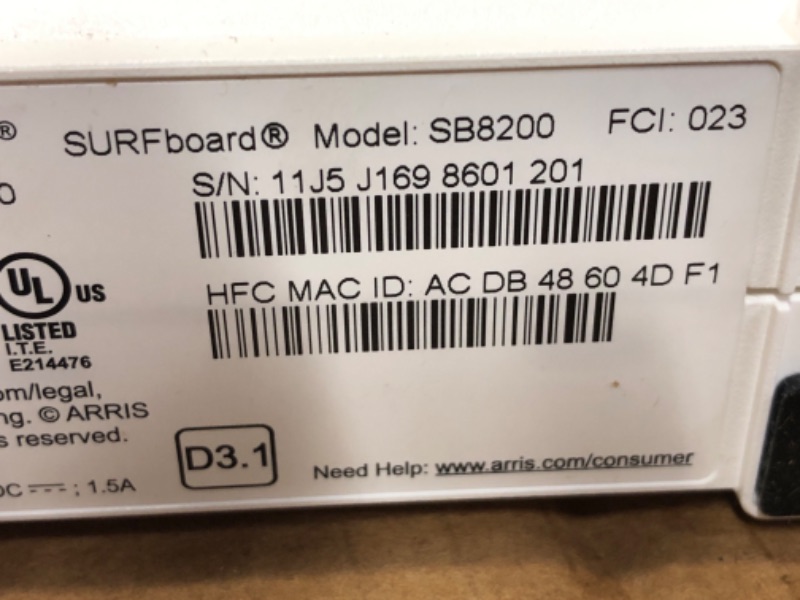 ®
SURFboard® Model: SB8200 FCI: 023
0
S/N: 11J5 J169 8601 201
HFC MAC ID: AC DB 48 60 4D F1
UL US
LISTED
I.T.E.
E214476
om/legal,
ng. © ARRIS
s reserved.
DC ⎓; 1.5A
D3.1
Need Help: www.arris.com/consumer